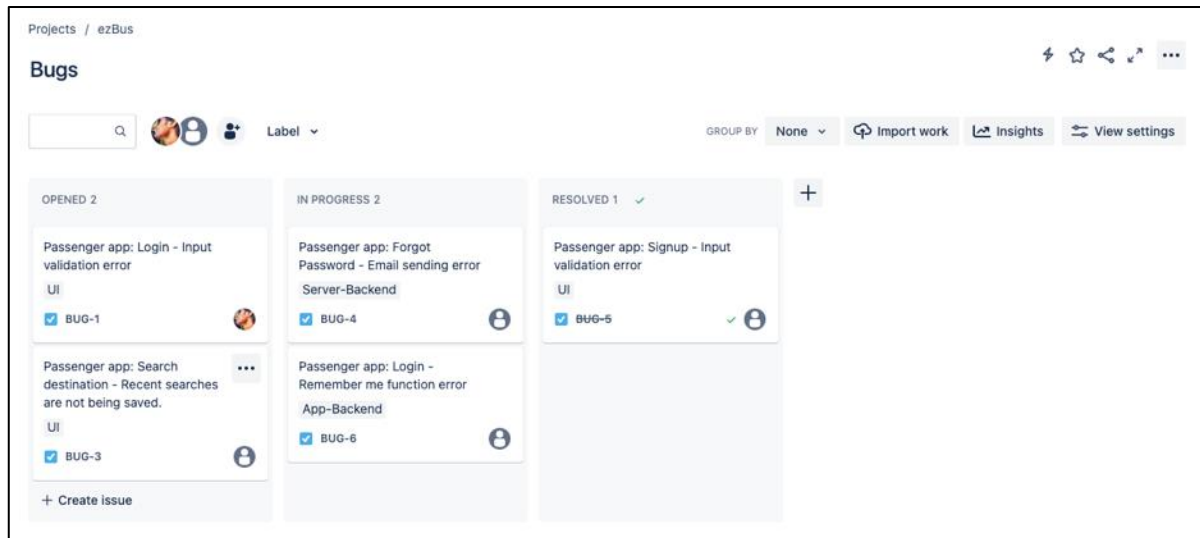 Projects / ezBus
Bugs
Label
GROUP BY None Import work Insights View settings
OPENED 2
Passenger app: Login - Input
validation error
UI
BUG-1
Passenger app: Search
destination - Recent searches
are not being saved.
UI
BUG-3
+ Create issue
IN PROGRESS 2
Passenger app: Forgot
Password - Email sending error
Server-Backend
BUG-4
Passenger app: Login -
Remember me function error
App-Backend
BUG-6
RESOLVED 1
Passenger app: Signup - Input
validation error
UI
BUG-5